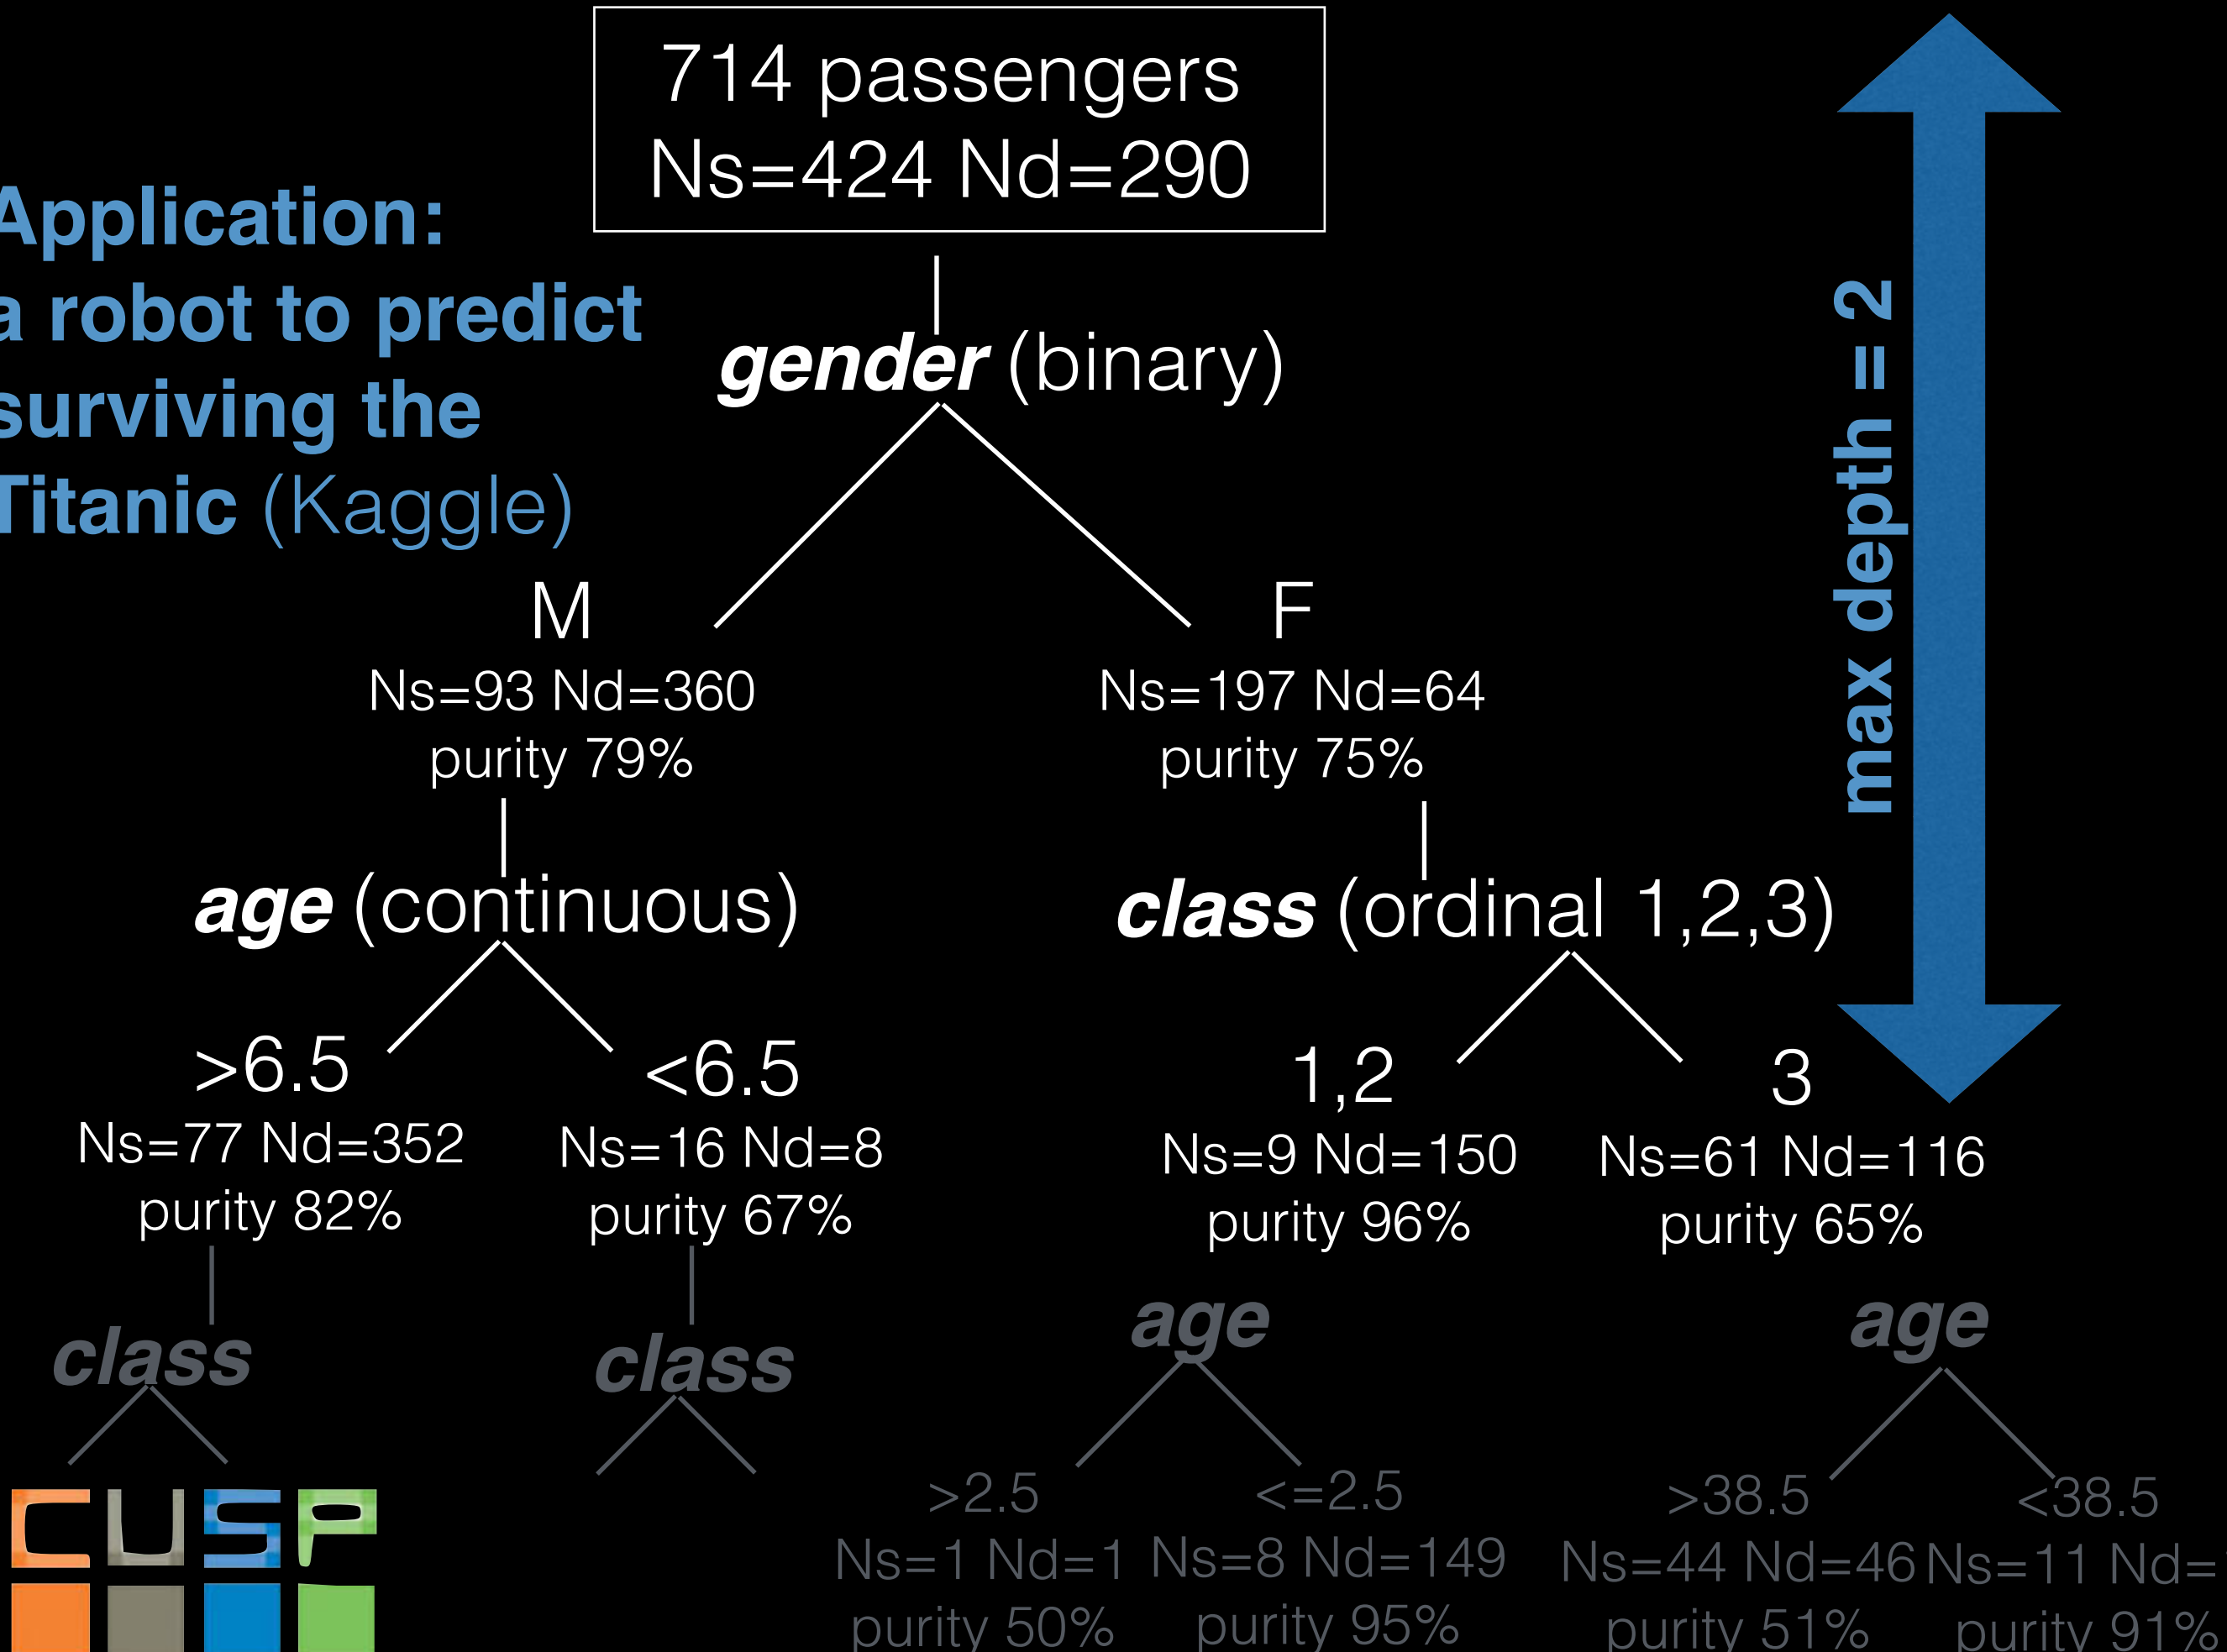 714 passengers
Ns=424 Nd=290
Application:
a robot to predict
surviving the
Titanic (Kaggle)
gender (binary)
max depth = 2
M
Ns=93 Nd=360
purity 79%
F
Ns=197 Nd=64
purity 75%
age (continuous)
class (ordinal 1,2,3)
>6.5
Ns=77 Nd=352
purity 82%
<6.5
Ns=16 Nd=8
purity 67%
1,2
Ns=9 Nd=150
purity 96%
3
Ns=61 Nd=116
purity 65%
class
class
age
age
>2.5
Ns=1 Nd=1
purity 50%
<=2.5
Ns=8 Nd=149
purity 95%
>38.5
Ns=44 Nd=46
purity 51%
<38.5
Ns=11 Nd=
purity 91%
CUSP